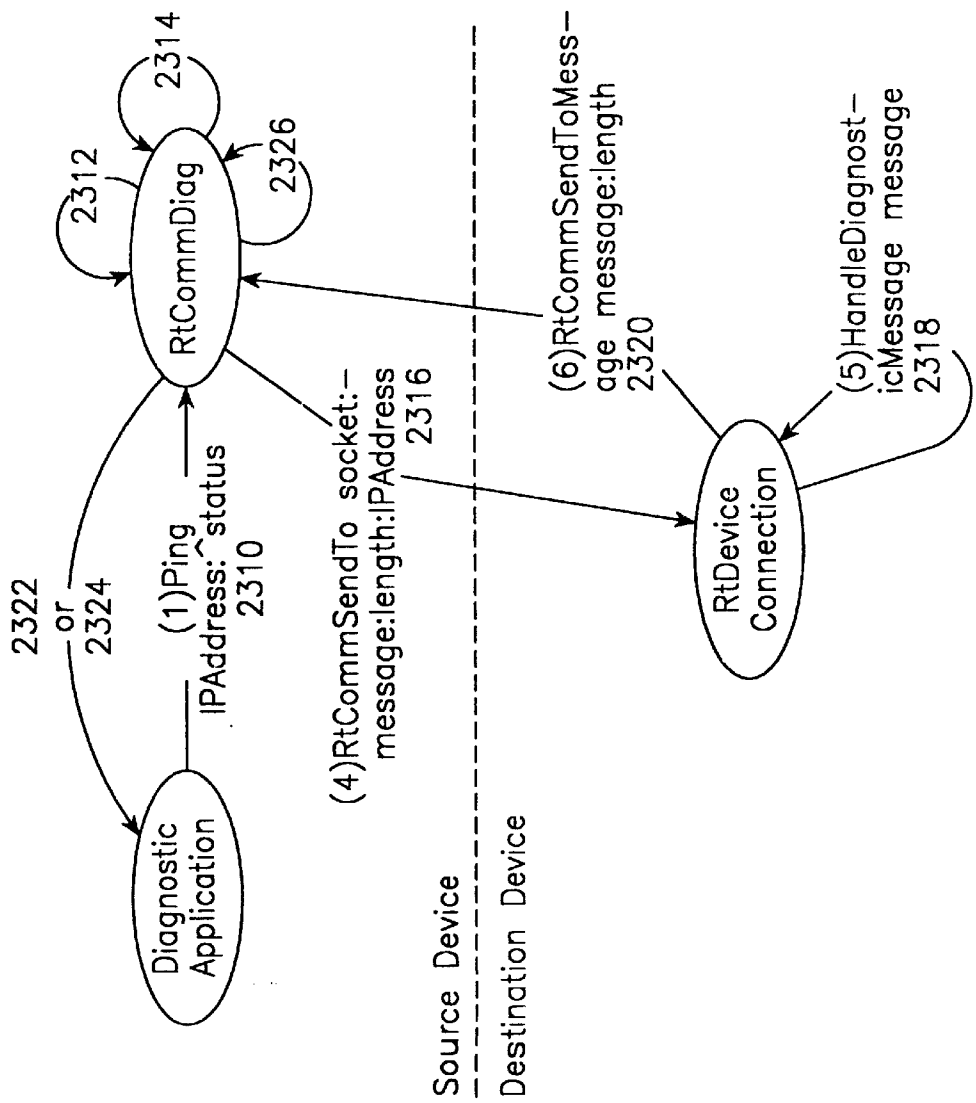 2322
or
2324
2312
2314
2326
Diagnostic
Application
(1)Ping
IPAddress:^status
2310
RtCommDiag
(4)RtCommSendTo socket:–
message:length:IPAddress
2316
(6)RtCommSendToMess–
age message:length
2320
Source Device
Destination Device
RtDevice
Connection
(5)HandleDiagnost–
icMessage message
2318